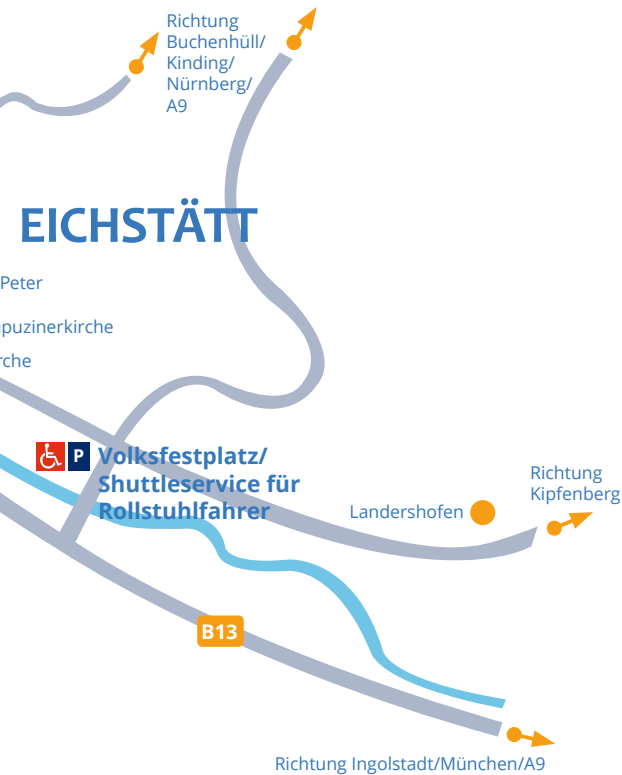 Richtung
Buchenhüll/
Kinding/
Nürnberg/
A9
EICHSTÄTT
Peter
puzinerkirche
rche
P
Volksfestplatz/
Shuttleservice für
Rollstuhlfahrer
Richtung
Kipfenberg
Landershofen
B13
Richtung Ingolstadt/München/A9